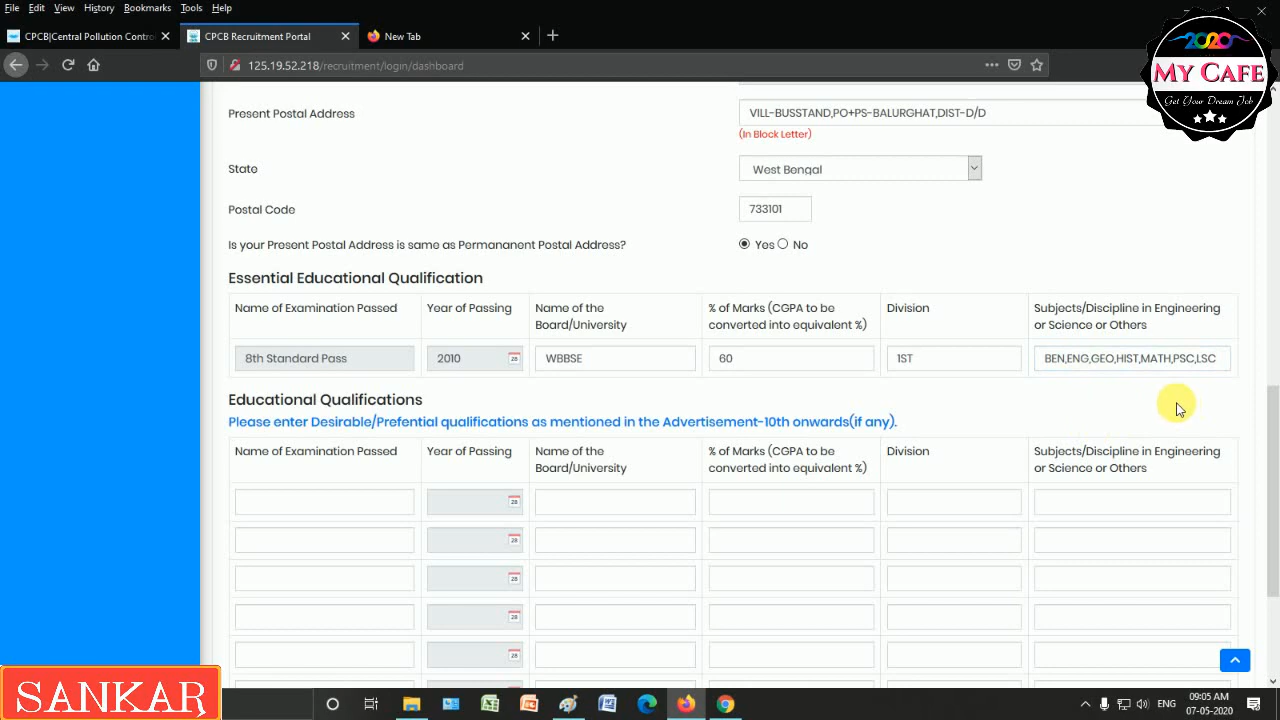 File Edit View History Bookmarks Tools Help
CPCB|Central Pollution Contro
CPCB Recruitment Portal
New Tab
125.19.52.218/recruitment/login/dashboard
2020
MY CAFE
Get Your Dream Job
Present Postal Address
VILL-BUSSTAND,PO+PS-BALURGHAT,DIST-D/D
(In Block Letter)
State
West Bengal
Postal Code
733101
Is your Present Postal Address is same as Permananent Postal Address?
Yes No
Essential Educational Qualification
Name of Examination Passed
Year of Passing
Name of the Board/University
% of Marks (CGPA to be converted into equivalent %)
Division
Subjects/Discipline in Engineering or Science or Others
8th Standard Pass
2010
WBBSE
60
1ST
BEN,ENG,GEO,HIST,MATH,PSC,LSC
Educational Qualifications
Please enter Desirable/Prefential qualifications as mentioned in the Advertisement-10th onwards(if any).
Name of Examination Passed
Year of Passing
Name of the Board/University
% of Marks (CGPA to be converted into equivalent %)
Division
Subjects/Discipline in Engineering or Science or Others
28
28
28
28
28
28
SANKAR
ENG
09:05 AM
07-05-2020